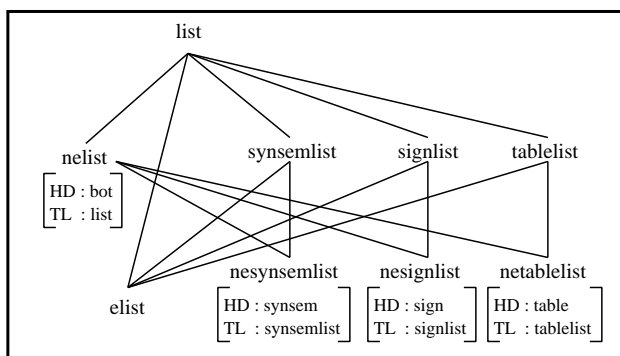 list
nelist synsemlist signlist tablelist
HD : bot
TL : list
elist nesynsemlist nesignlist netablelist
HD : synsem HD : sign HD : table
TL : synsemlist TL : signlist TL : tablelist